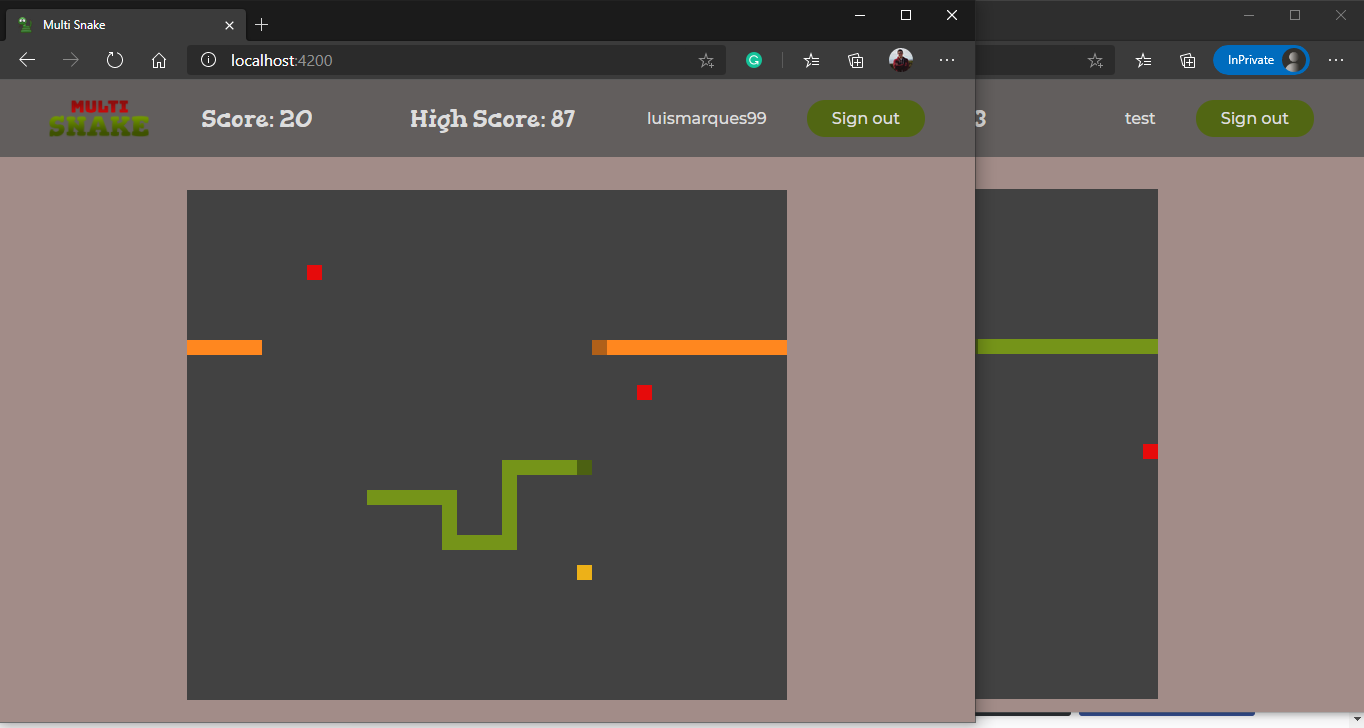 Multi Snake
localhost:4200
InPrivate
MULTI
SNAKE
Score: 20
High Score: 87
luismarques99
Sign out
3
test
Sign out